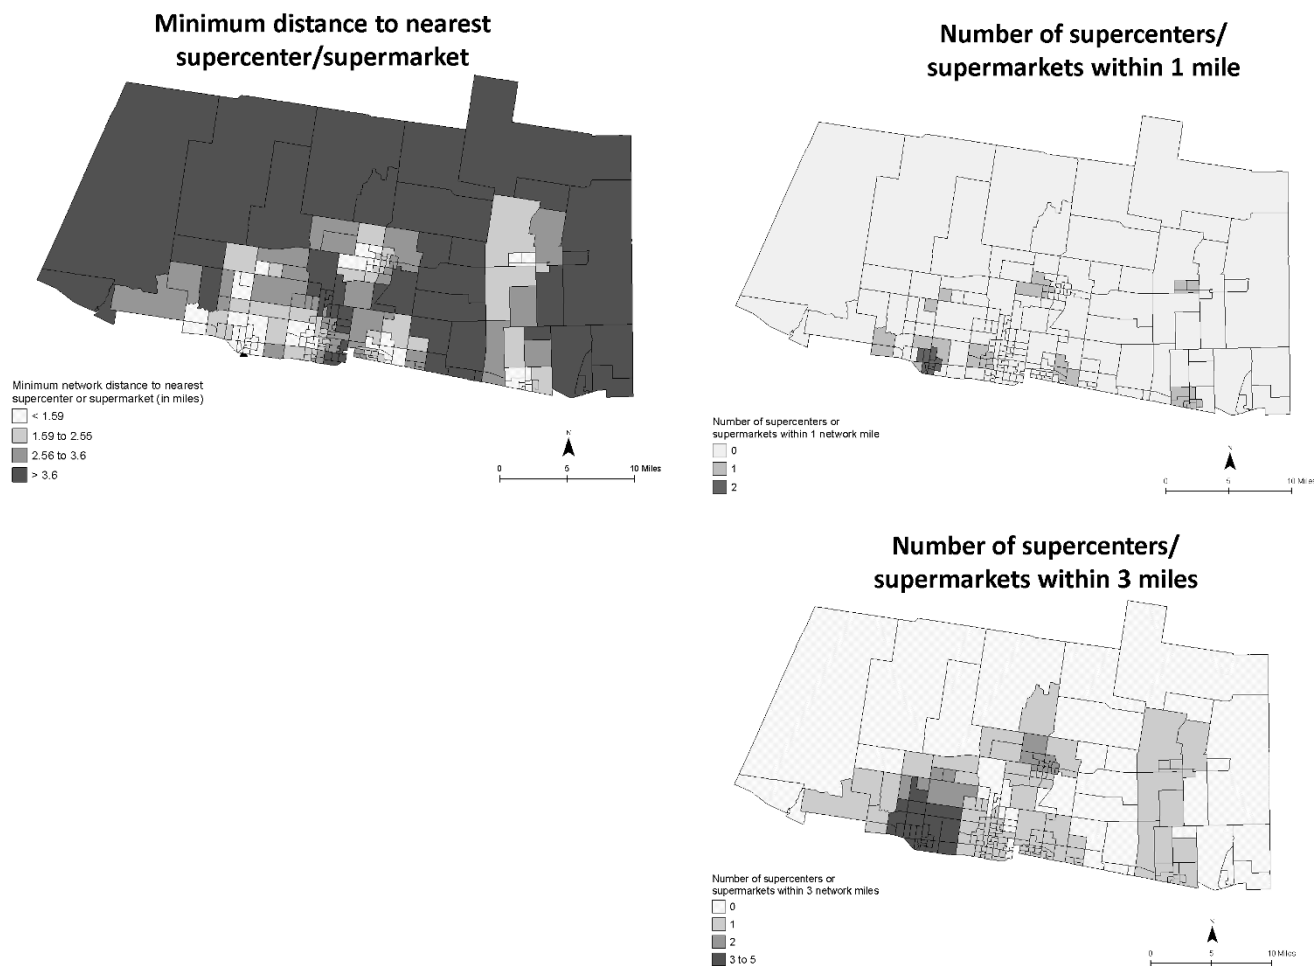 Minimum distance to nearest
supercenter/supermarket
Minimum network distance to nearest
supercenter or supermarket (in miles)
< 1.59
1.59 to 2.55
2.56 to 3.6
> 3.6
N
0 5 10 Miles
Number of supercenters/
supermarkets within 1 mile
Number of supercenters or
supermarkets within 1 network mile
0
1
2
N
0 5 10 Miles
Number of supercenters/
supermarkets within 3 miles
Number of supercenters or
supermarkets within 3 network miles
0
1
2
3 to 5
N
0 5 10 Miles